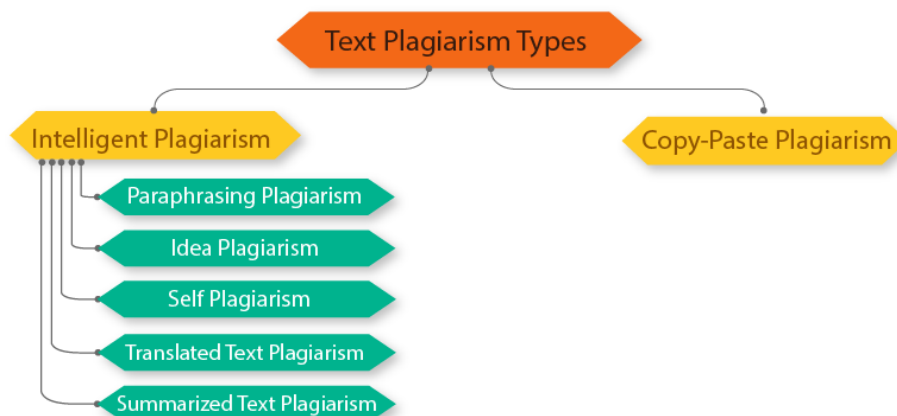 Text Plagiarism Types
Intelligent Plagiarism
Copy-Paste Plagiarism
Paraphrasing Plagiarism
Idea Plagiarism
Self Plagiarism
Translated Text Plagiarism
Summarized Text Plagiarism